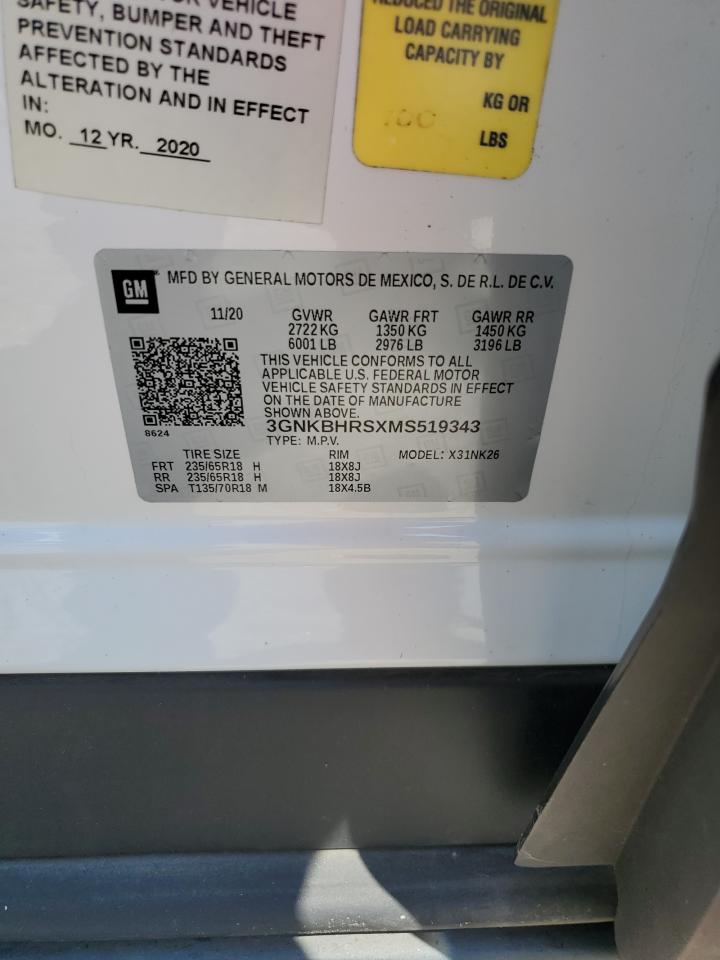 VEHICLE
SAFETY, BUMPER AND THEFT
PREVENTION STANDARDS
AFFECTED BY THE
ALTERATION AND IN EFFECT
IN:
MO. 12 YR. 2020
REDUCED THE ORIGINAL
LOAD CARRYING
CAPACITY BY
KG OR
100 LBS
GM
MFD BY GENERAL MOTORS DE MEXICO, S. DE R.L. DE C.V.
11/20 GVWR GAWR FRT GAWR RR
2722 KG 1350 KG 1450 KG
6001 LB 2976 LB 3196 LB
THIS VEHICLE CONFORMS TO ALL
APPLICABLE U.S. FEDERAL MOTOR
VEHICLE SAFETY STANDARDS IN EFFECT
ON THE DATE OF MANUFACTURE
SHOWN ABOVE.
8624
3GNKBHRSXMS519343
TYPE: M.P.V.
TIRE SIZE RIM MODEL: X31NK26
FRT 235/65R18 H 18X8J
RR 235/65R18 H 18X8J
SPA T135/70R18 M 18X4.5B